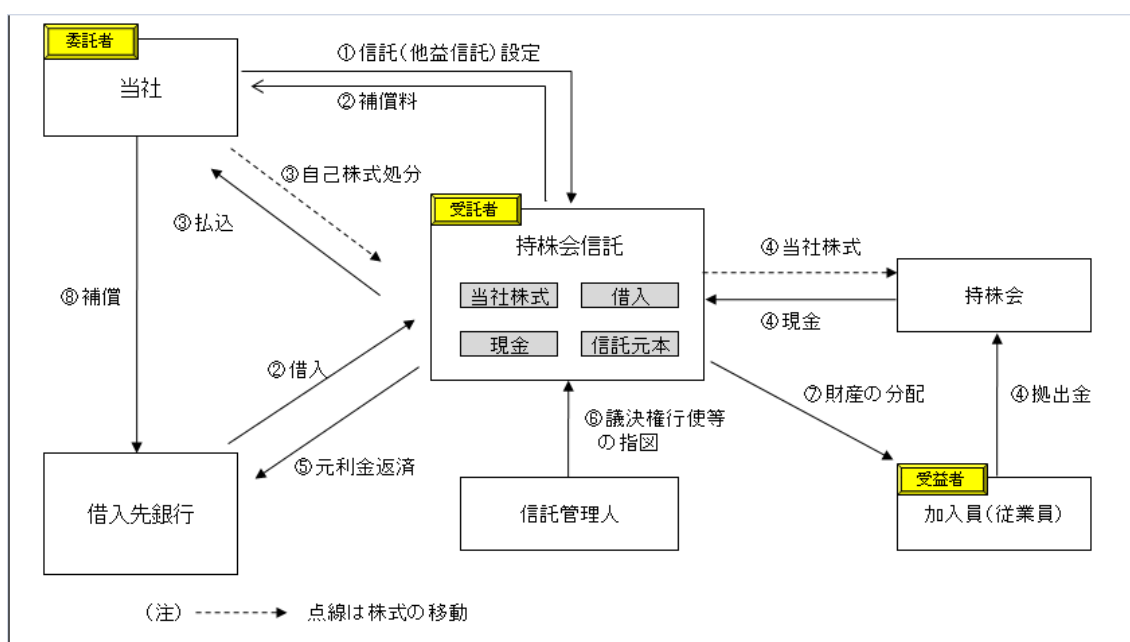 委託者
当社
①信託(他益信託)設定
②補償料
③自己株式処分
③払込
受託者
持株会信託
当社株式
借入
現金
信託元本
④当社株式
④現金
持株会
⑧補償
②借入
⑤元利金返済
⑥議決権行使等
の指図
⑦財産の分配
④拠出金
借入先銀行
信託管理人
受益者
加入員(従業員)
(注)
点線は株式の移動